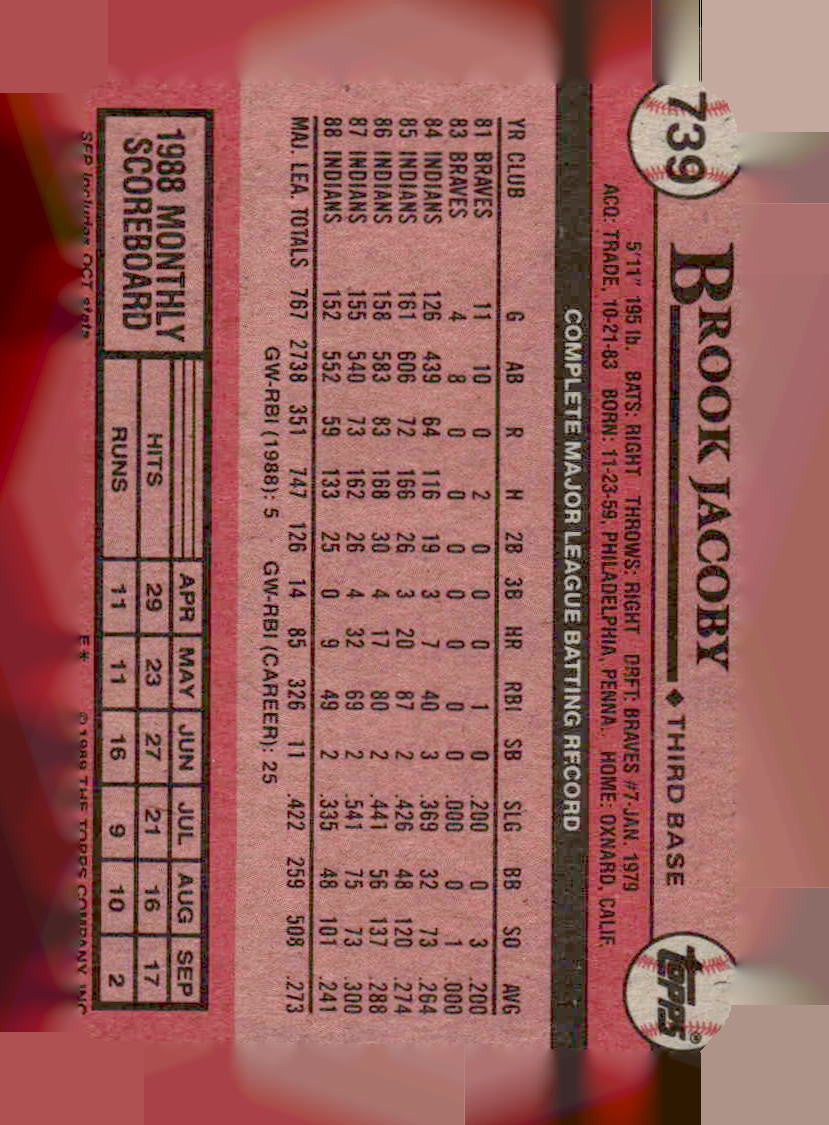 739
BROOK JACOBY ◆ THIRD BASE
topps®
5'11" 195 lb. BATS: RIGHT THROWS: RIGHT DRFT: BRAVES #7-JAN. 1979
ACQ: TRADE, 10-21-83 BORN: 11-23-59, PHILADELPHIA, PENNA. HOME: OXNARD, CALIF.
COMPLETE MAJOR LEAGUE BATTING RECORD
YR CLUB G AB R H 2B 3B HR RBI SB SLG BB SO AVG
81 BRAVES 11 10 0 2 0 0 0 1 0 .200 0 3 .200
83 BRAVES 4 8 0 0 0 0 0 0 0 .000 0 1 .000
84 INDIANS 126 439 64 116 19 3 7 40 3 .369 32 73 .264
85 INDIANS 161 606 72 166 26 3 20 87 2 .426 48 120 .274
86 INDIANS 158 583 83 168 30 4 17 80 2 .441 56 137 .288
87 INDIANS 155 540 73 162 26 4 32 69 2 .541 75 73 .300
88 INDIANS 152 552 59 133 25 0 9 49 2 .335 48 101 .241
MAJ. LEA. TOTALS 767 2738 351 747 126 14 85 326 11 .422 259 508 .273
GW-RBI (1988): 5 GW-RBI (CAREER): 25
1988 MONTHLY SCOREBOARD
APR MAY JUN JUL AUG SEP
HITS 29 23 27 21 16 17
RUNS 11 11 16 9 10 2
SEP includes OCT stats E* © 1989 THE TOPPS COMPANY, INC